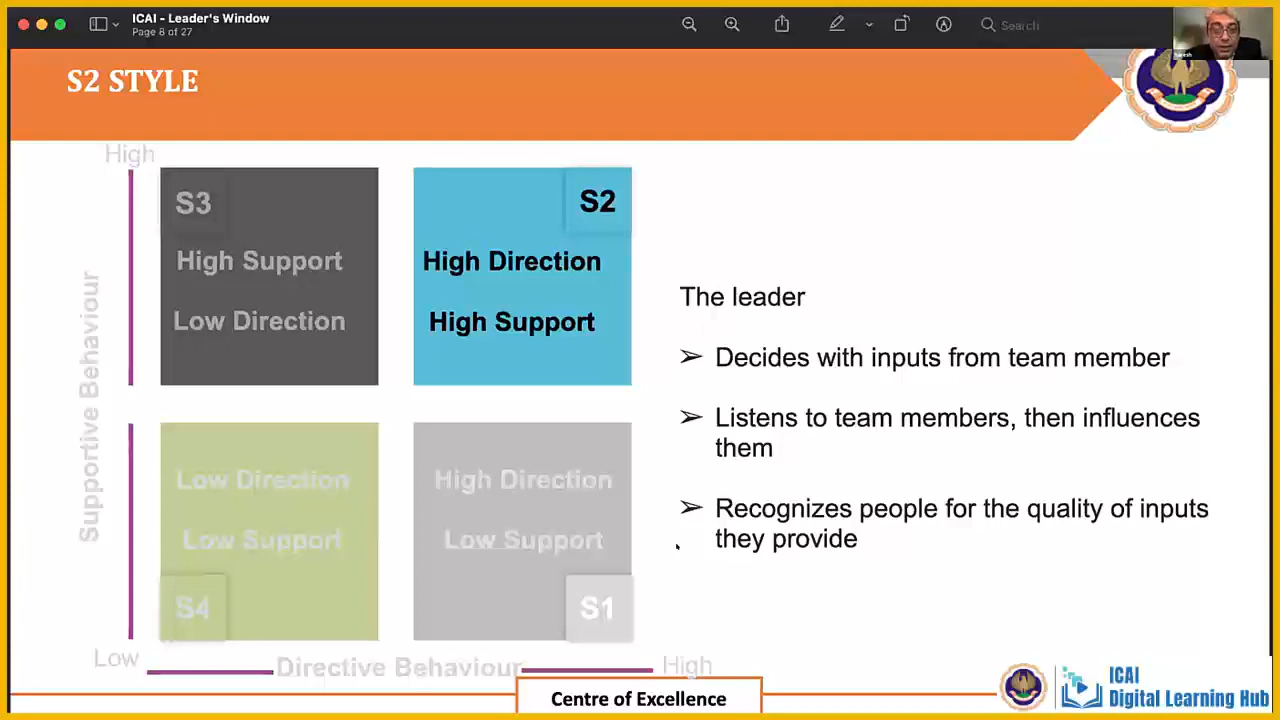 ICAI - Leader's Window
Page 8 of 27
Search
S2 STYLE
High
S3
High Support
Low Direction
S2
High Direction
High Support
Supportive Behaviour
Low Direction
Low Support
S4
High Direction
Low Support
S1
Low
Directive Behaviour
High
The leader
➢ Decides with inputs from team member
➢ Listens to team members, then influences
them
➢ Recognizes people for the quality of inputs
they provide
Centre of Excellence
ICAI
Digital Learning Hub